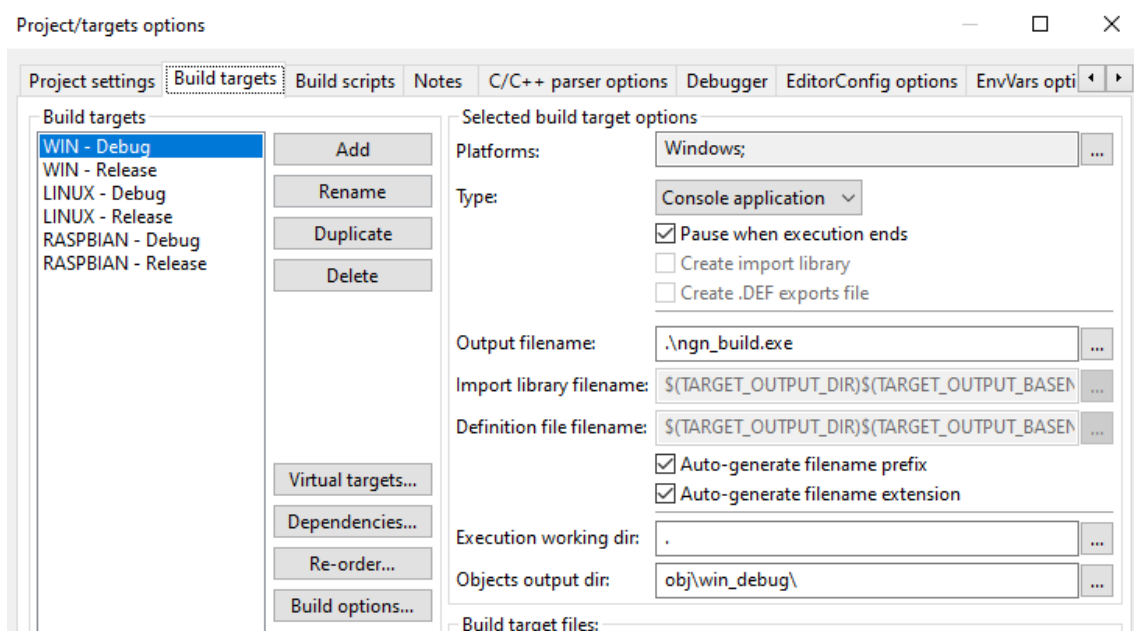 Project/targets options
Project settings Build targets Build scripts Notes C/C++ parser options Debugger EditorConfig options EnvVars opti
Build targets
WIN - Debug
WIN - Release
LINUX - Debug
LINUX - Release
RASPBIAN - Debug
RASPBIAN - Release
Add
Rename
Duplicate
Delete
Virtual targets...
Dependencies...
Re-order...
Build options...
Selected build target options
Platforms: Windows; ...
Type: Console application
Pause when execution ends
Create import library
Create .DEF exports file
Output filename: .\ngn_build.exe ...
Import library filename: $(TARGET_OUTPUT_DIR)$(TARGET_OUTPUT_BASEN ...
Definition file filename: $(TARGET_OUTPUT_DIR)$(TARGET_OUTPUT_BASEN ...
Auto-generate filename prefix
Auto-generate filename extension
Execution working dir: . ...
Objects output dir: obj\win_debug\ ...
Build target files: